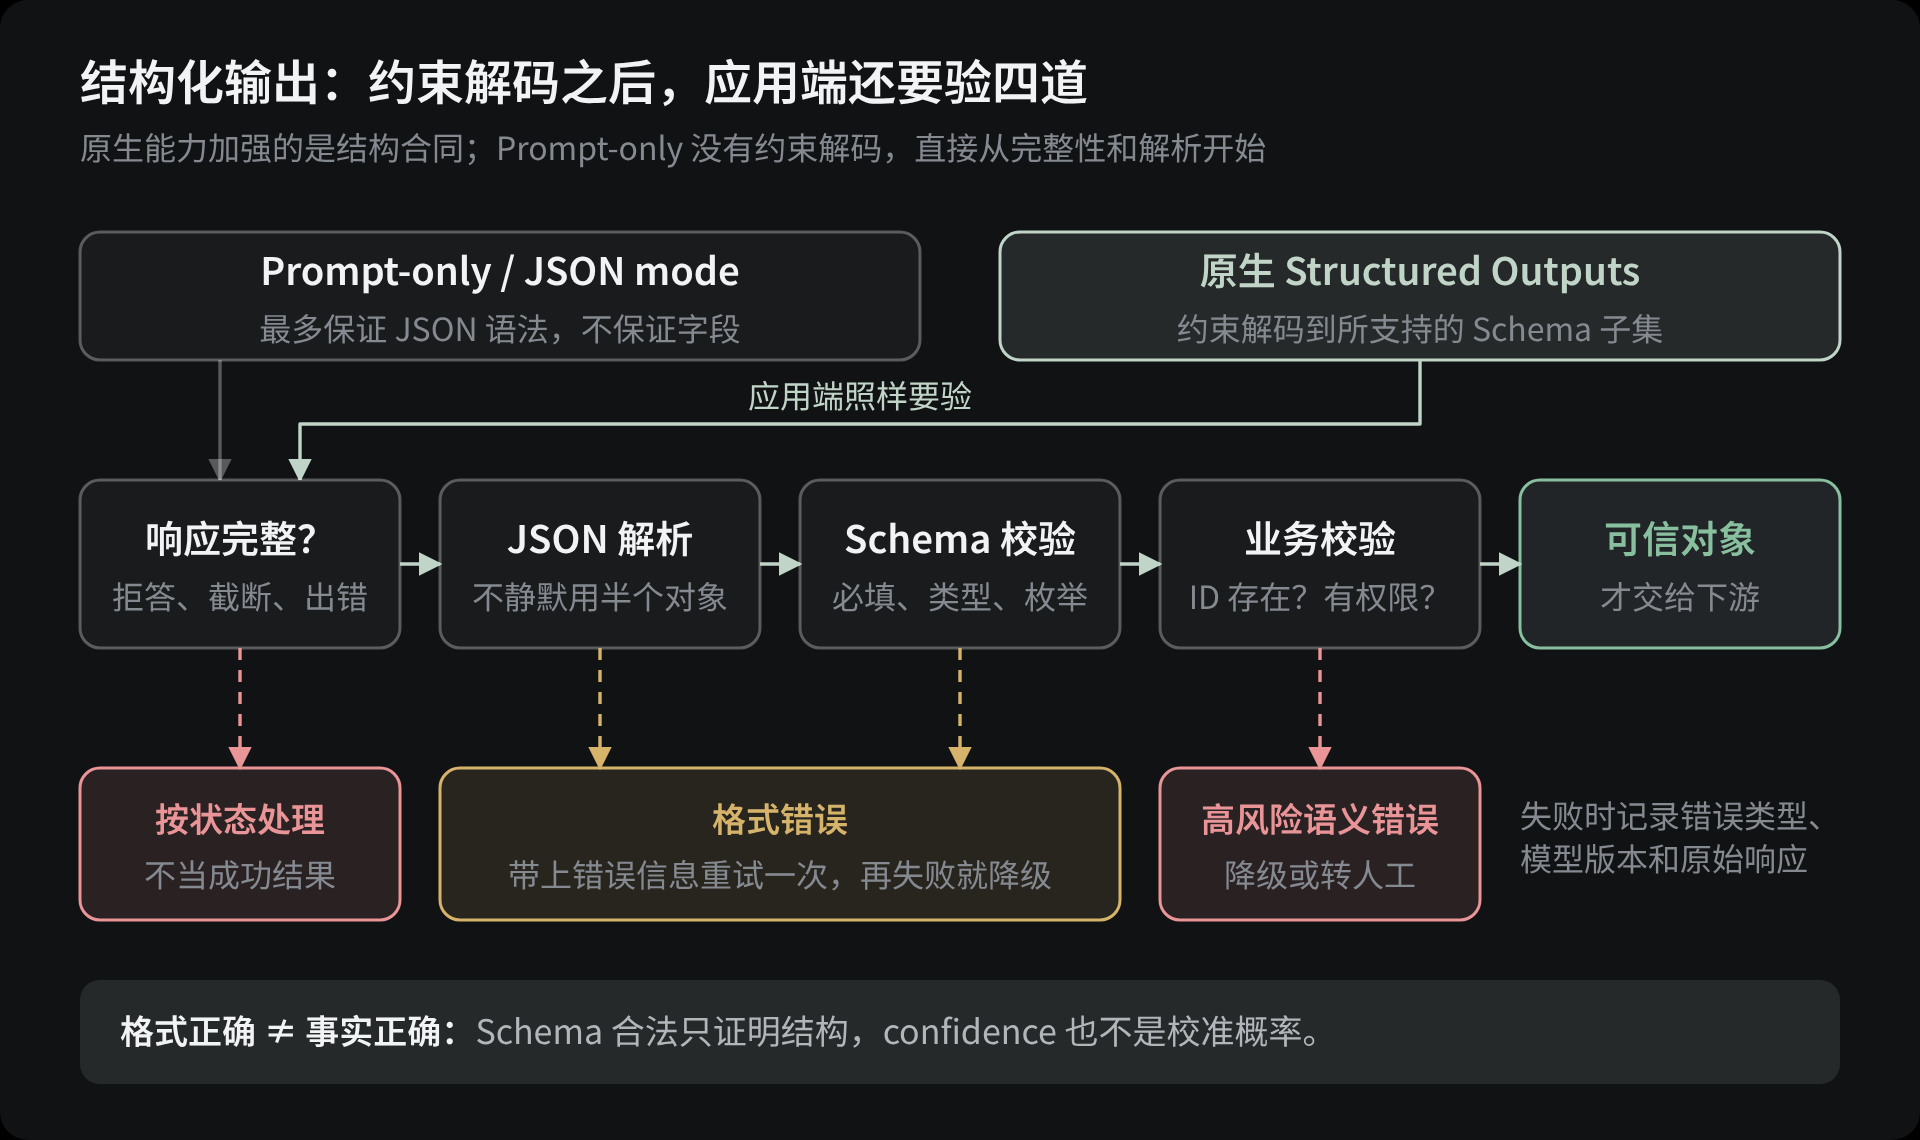 结构化输出：约束解码之后，应用端还要验四道
原生能力加强的是结构合同；Prompt-only 没有约束解码，直接从完整性和解析开始
Prompt-only / JSON mode
最多保证 JSON 语法，不保证字段
原生 Structured Outputs
约束解码到所支持的 Schema 子集
应用端照样要验
响应完整？
拒答、截断、出错
JSON 解析
不静默用半个对象
Schema 校验
必填、类型、枚举
业务校验
ID 存在？有权限？
可信对象
才交给下游
按状态处理
不当成功结果
格式错误
带上错误信息重试一次，再失败就降级
高风险语义错误
降级或转人工
失败时记录错误类型、
模型版本和原始响应
格式正确 ≠ 事实正确：Schema 合法只证明结构，confidence 也不是校准概率。